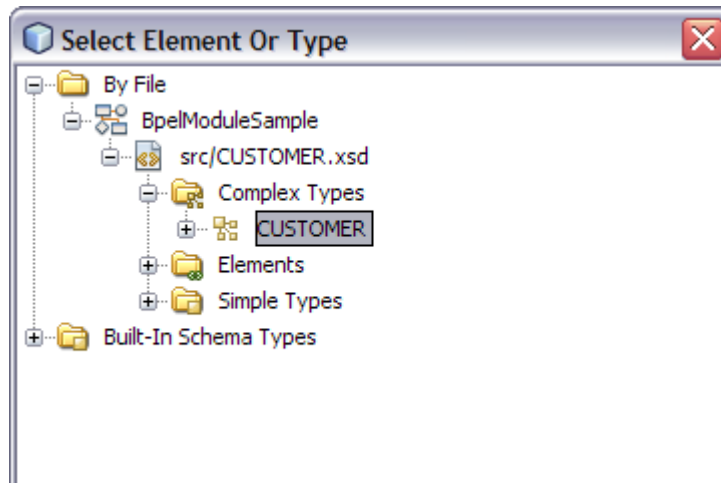 Select Element Or Type
By File
BpelModuleSample
src/CUSTOMER.xsd
Complex Types
CUSTOMER
Elements
Simple Types
Built-In Schema Types